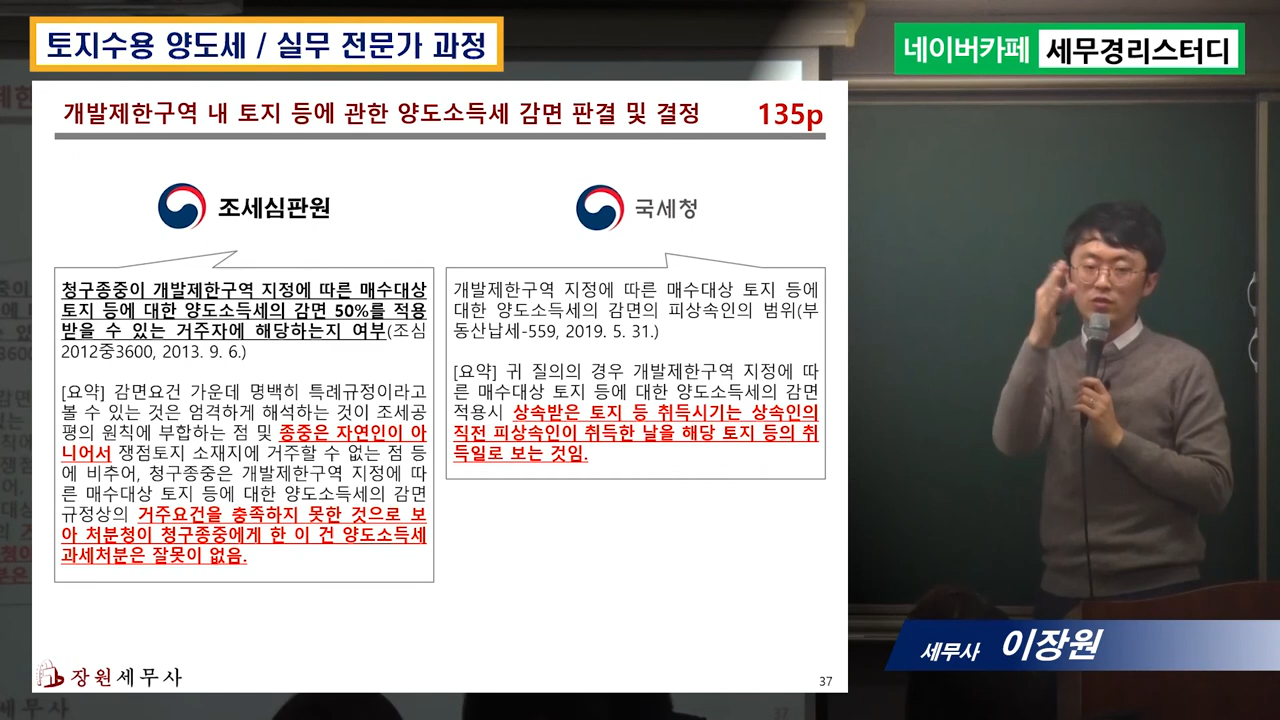 토지수용 양도세 / 실무 전문가 과정
네이버카페 세무경리스터디
개발제한구역 내 토지 등에 관한 양도소득세 감면 판결 및 결정
135p
조세심판원
국세청
청구종중이 개발제한구역 지정에 따른 매수대상
토지 등에 대한 양도소득세의 감면 50%를 적용
받을 수 있는 거주자에 해당하는지 여부(조심
2012중3600, 2013. 9. 6.)
[요약] 감면요건 가운데 명백히 특례규정이라고
볼 수 있는 것은 엄격하게 해석하는 것이 조세공
평의 원칙에 부합하는 점 및 종중은 자연인이 아
니어서 쟁점토지 소재지에 거주할 수 없는 점 등
에 비추어, 청구종중은 개발제한구역 지정에 따
른 매수대상 토지 등에 대한 양도소득세의 감면
규정상의 거주요건을 충족하지 못한 것으로 보
아 처분청이 청구종중에게 한 이 건 양도소득세
과세처분은 잘못이 없음.
개발제한구역 지정에 따른 매수대상 토지 등에
대한 양도소득세의 감면의 피상속인의 범위(부
동산납세-559, 2019. 5. 31.)
[요약] 귀 질의의 경우 개발제한구역 지정에 따
른 매수대상 토지 등에 대한 양도소득세의 감면
적용시 상속받은 토지 등 취득시기는 상속인의
직전 피상속인이 취득한 날을 해당 토지 등의 취
득일로 보는 것임.
장원세무사
37
세무사 이장원